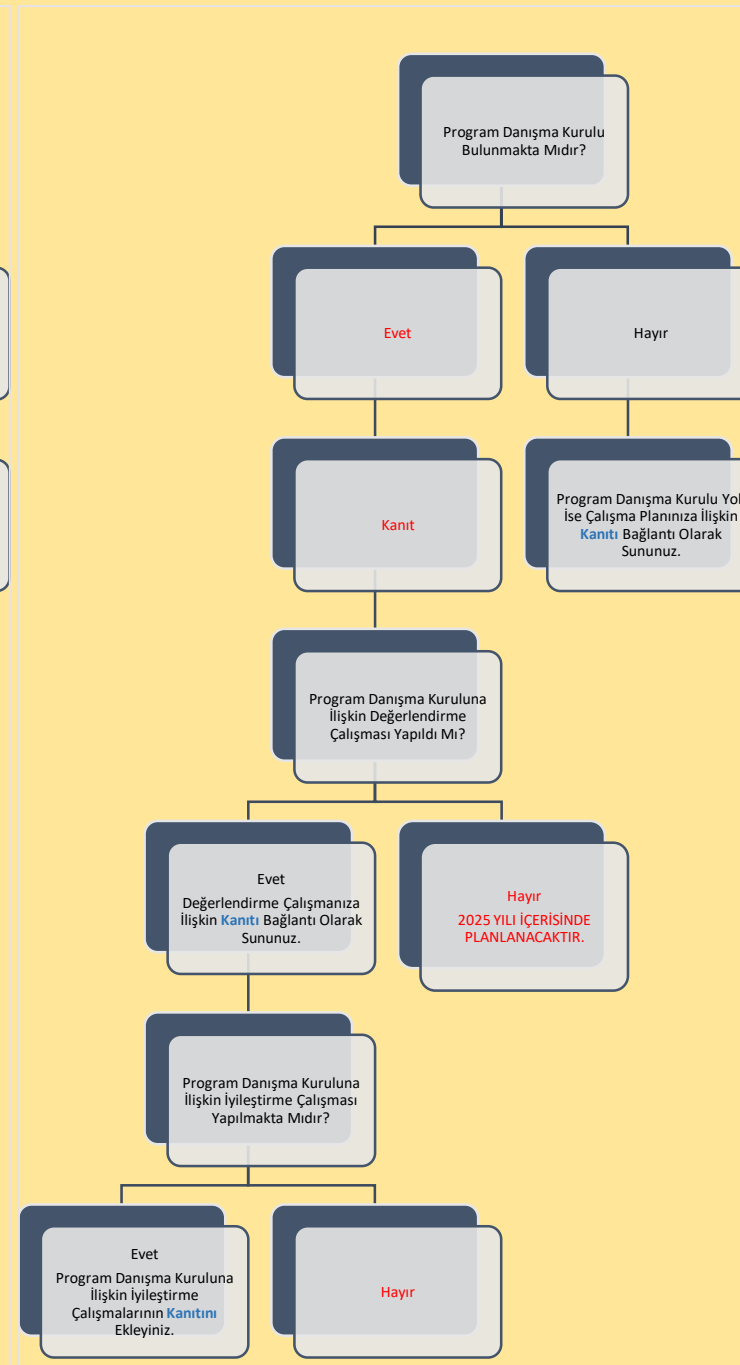 Program Danışma Kurulu
Bulunmakta Mıdır?
Evet
Hayır
Kanıt
Program Danışma Kurulu
İse Çalışma Planınıza İlişkin
Kanıtı Bağlantı Olarak
Sununuz.
Program Danışma Kuruluna
İlişkin Değerlendirme
Çalışması Yapıldı Mı?
Evet
Değerlendirme Çalışmanıza
İlişkin Kanıtı Bağlantı Olarak
Sununuz.
Hayır
2025 YILI İÇERİSİNDE
PLANLANACAKTIR.
Program Danışma Kuruluna
İlişkin İyileştirme Çalışması
Yapılmakta Mıdır?
Evet
Program Danışma Kuruluna
İlişkin İyileştirme
Çalışmalarının Kanıtını
Ekleyiniz.
Hayır